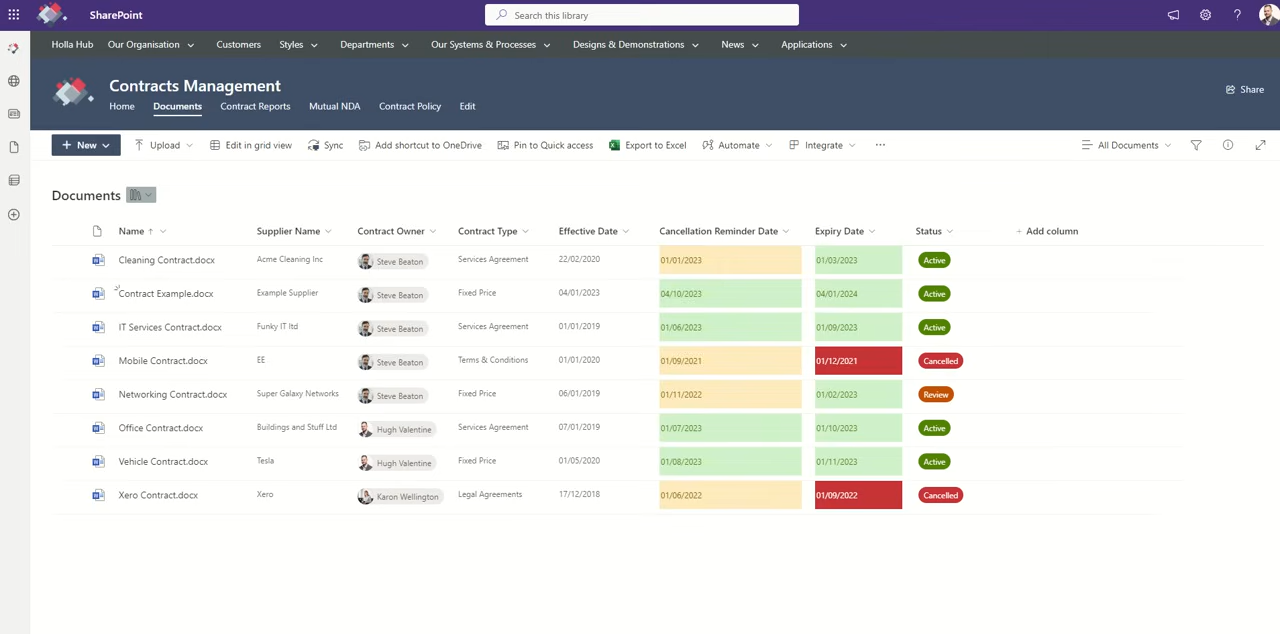 SharePoint
Search this library
?
Holla Hub Our Organisation Customers Styles Departments Our Systems & Processes Designs & Demonstrations News Applications
Contracts Management
Home Documents Contract Reports Mutual NDA Contract Policy Edit
Share
+ New Upload Edit in grid view Sync Add shortcut to OneDrive Pin to Quick access Export to Excel Automate Integrate ... All Documents
Documents
Name ↑ Supplier Name Contract Owner Contract Type Effective Date Cancellation Reminder Date Expiry Date Status + Add column
Cleaning Contract.docx Acme Cleaning Inc Steve Beaton Services Agreement 22/02/2020 01/01/2023 01/03/2023 Active
Contract Example.docx Example Supplier Steve Beaton Fixed Price 04/01/2023 04/10/2023 04/01/2024 Active
IT Services Contract.docx Funky IT ltd Steve Beaton Services Agreement 01/01/2019 01/06/2023 01/09/2023 Active
Mobile Contract.docx EE Steve Beaton Terms & Conditions 01/01/2020 01/09/2021 01/12/2021 Cancelled
Networking Contract.docx Super Galaxy Networks Steve Beaton Fixed Price 06/01/2019 01/11/2022 01/02/2023 Review
Office Contract.docx Buildings and Stuff Ltd Hugh Valentine Services Agreement 07/01/2019 01/07/2023 01/10/2023 Active
Vehicle Contract.docx Tesla Hugh Valentine Fixed Price 01/05/2020 01/08/2023 01/11/2023 Active
Xero Contract.docx Xero Karon Wellington Legal Agreements 17/12/2018 01/06/2022 01/09/2022 Cancelled